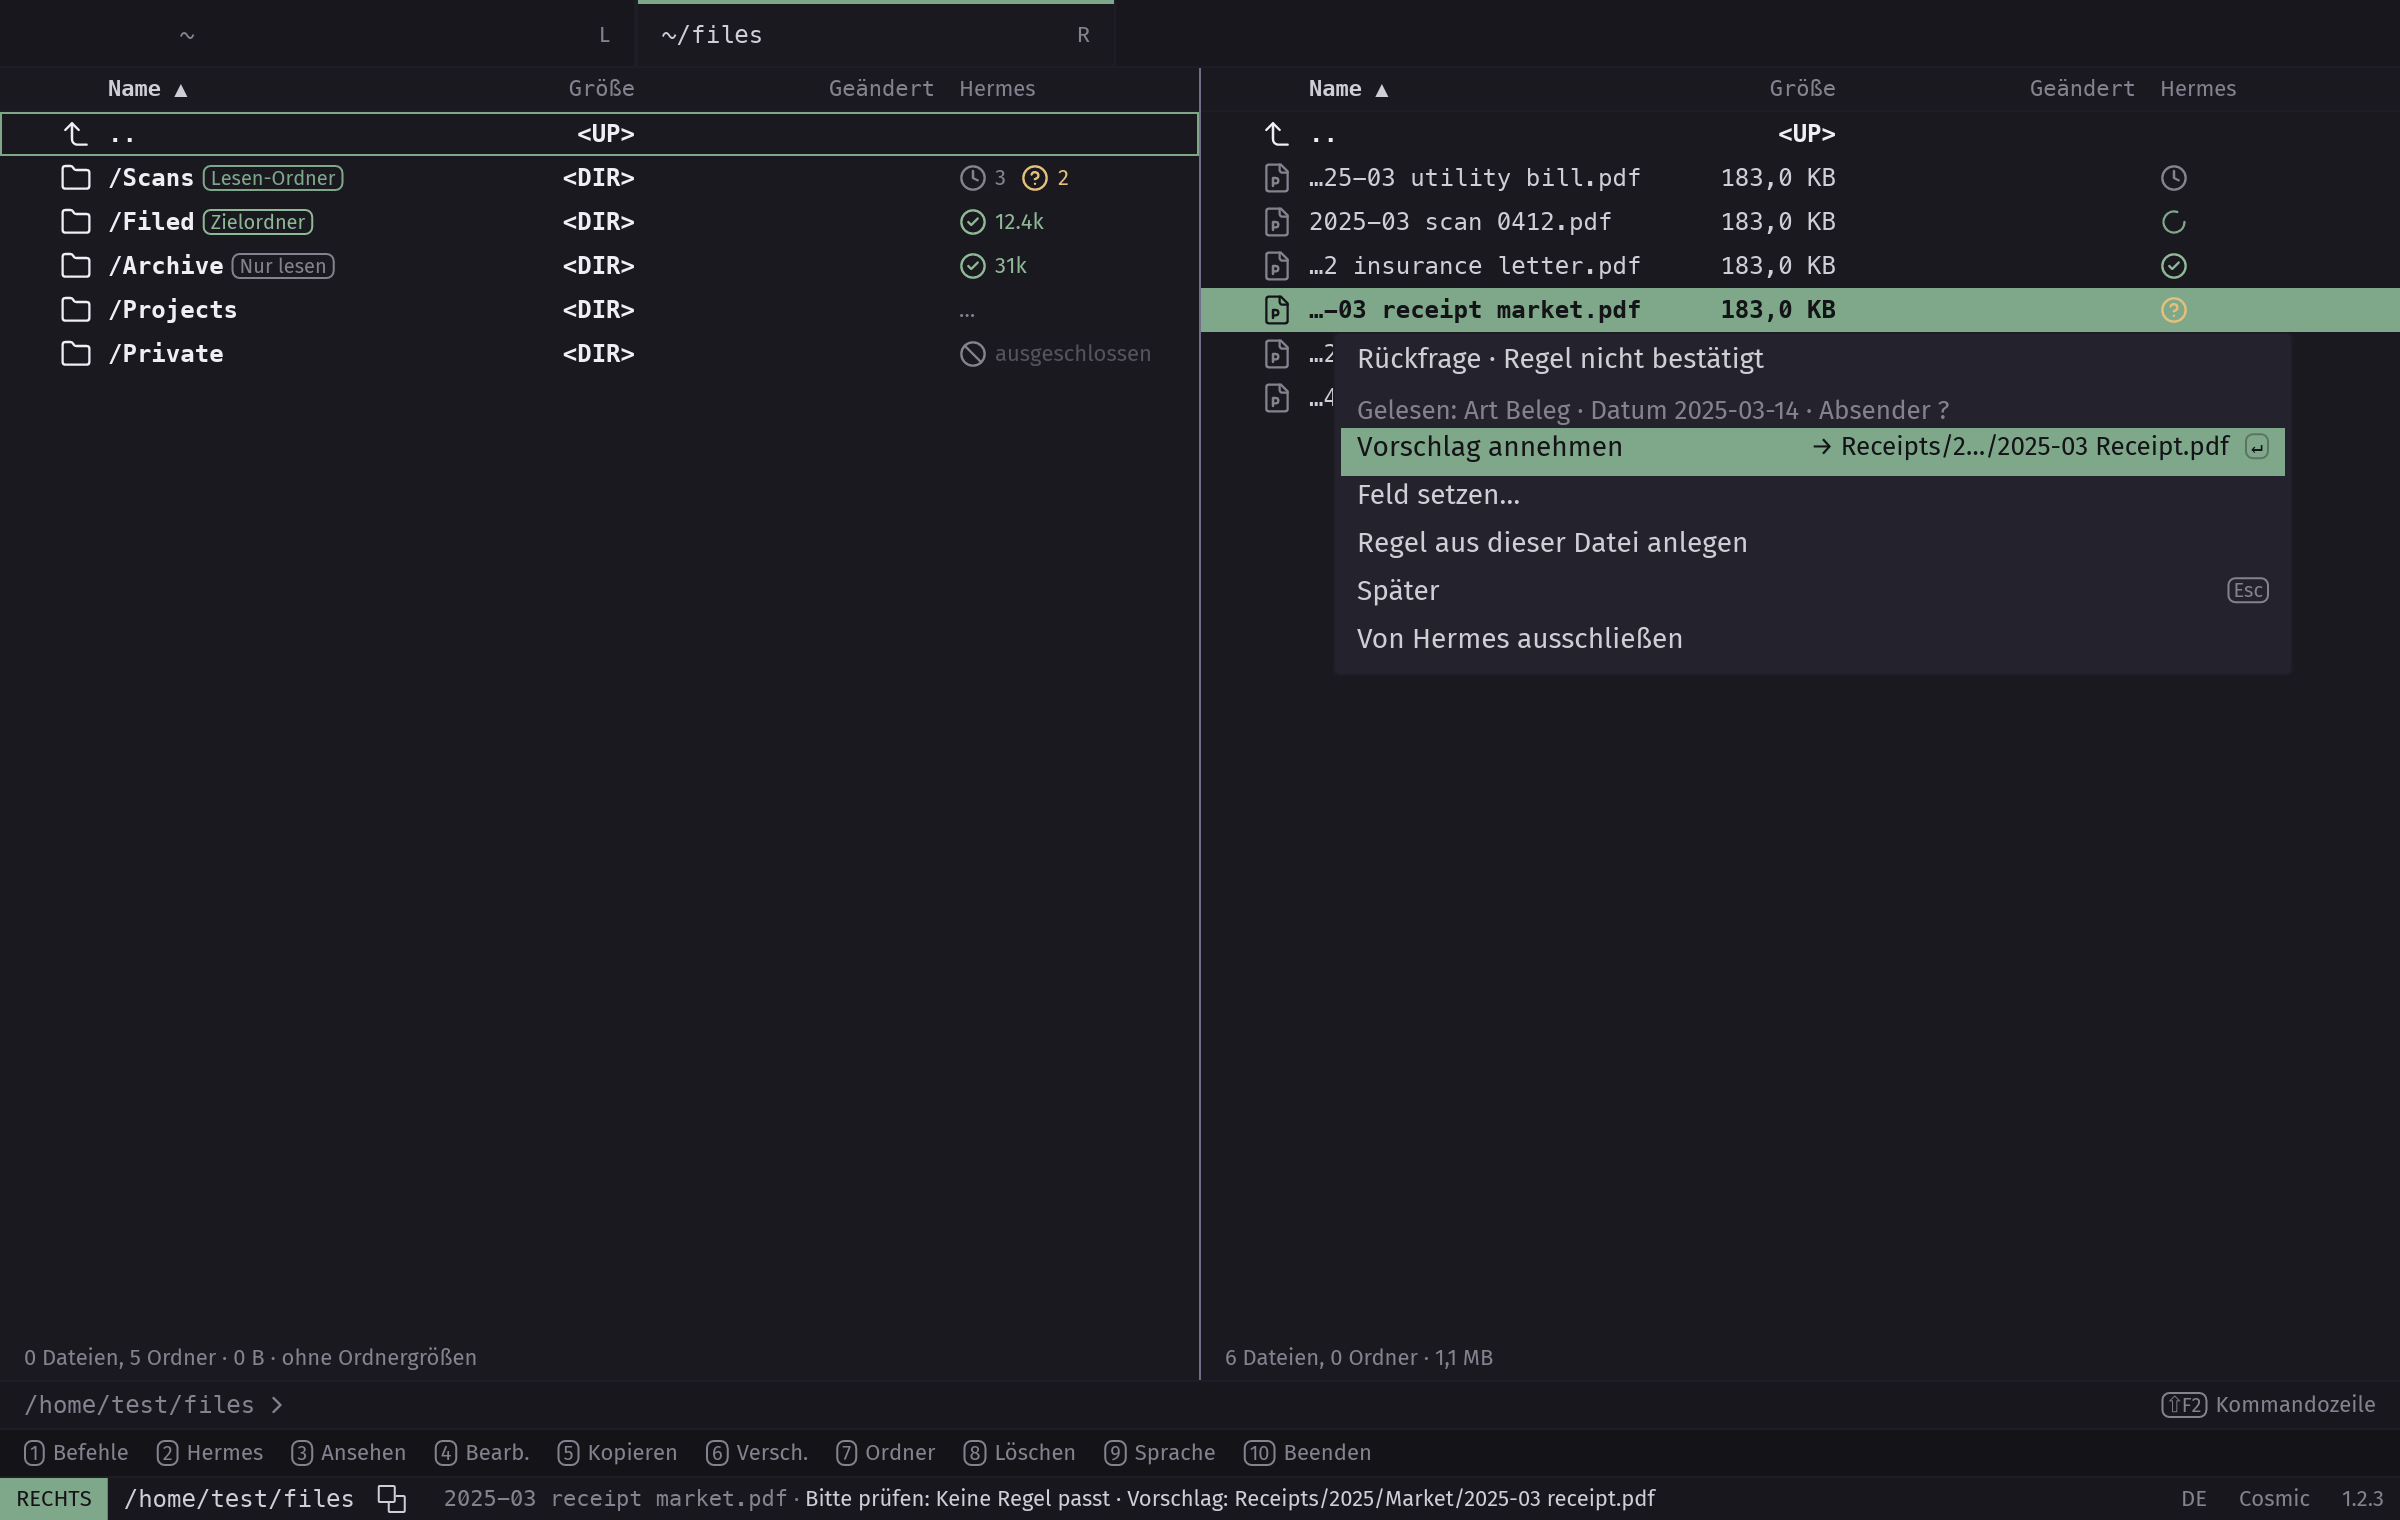 ~ L ~/files R
Name ▲ Größe Geändert Hermes
.. <UP>
/Scans Lesen-Ordner <DIR> 3 2
/Filed Zielordner <DIR> 12.4k
/Archive Nur lesen <DIR> 31k
/Projects <DIR> …
/Private <DIR> ausgeschlossen
0 Dateien, 5 Ordner · 0 B · ohne Ordnergrößen
Name ▲ Größe Geändert Hermes
.. <UP>
…25-03 utility bill.pdf 183,0 KB
2025-03 scan 0412.pdf 183,0 KB
…2 insurance letter.pdf 183,0 KB
…-03 receipt market.pdf 183,0 KB
…2
…4
Rückfrage · Regel nicht bestätigt
Gelesen: Art Beleg · Datum 2025-03-14 · Absender ?
Vorschlag annehmen → Receipts/2…/2025-03 Receipt.pdf ↵
Feld setzen…
Regel aus dieser Datei anlegen
Später Esc
Von Hermes ausschließen
6 Dateien, 0 Ordner · 1,1 MB
/home/test/files > ⇧F2 Kommandozeile
1 Befehle 2 Hermes 3 Ansehen 4 Bearb. 5 Kopieren 6 Versch. 7 Ordner 8 Löschen 9 Sprache 10 Beenden
RECHTS /home/test/files 2025-03 receipt market.pdf · Bitte prüfen: Keine Regel passt · Vorschlag: Receipts/2025/Market/2025-03 receipt.pdf DE Cosmic 1.2.3